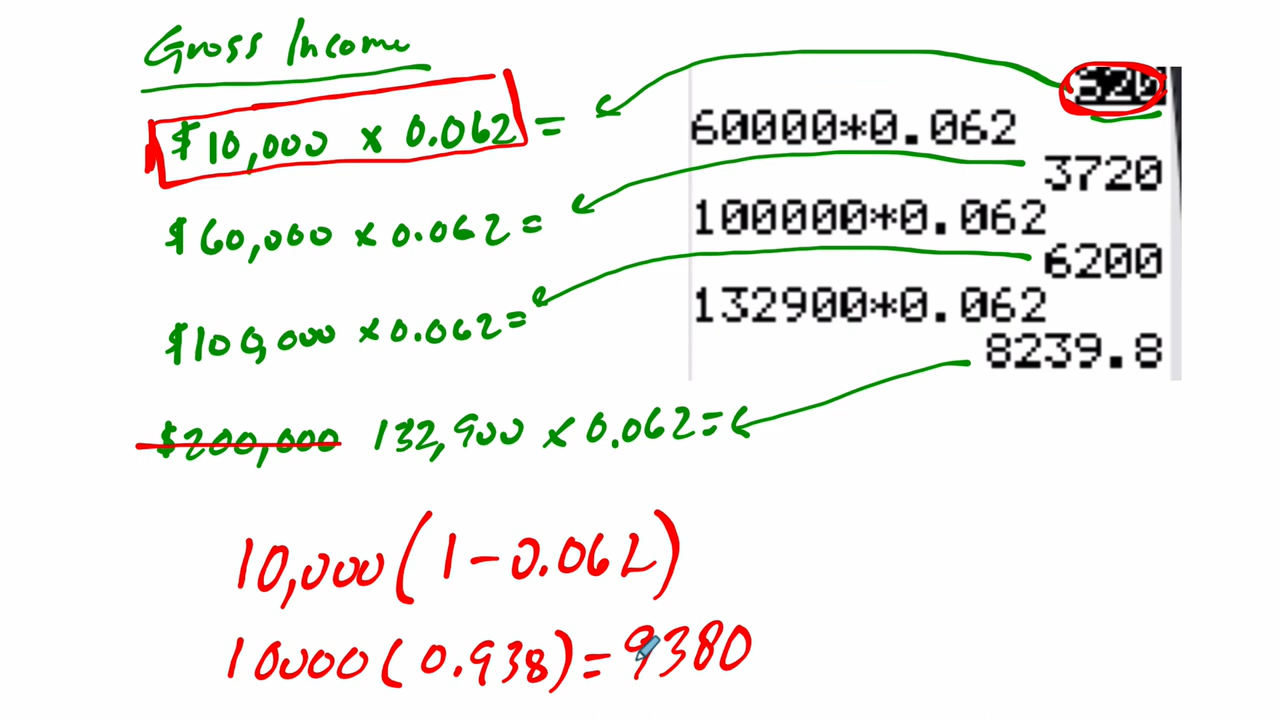 Gross Income
$10,000 x 0.062 =
$60,000 x 0.062 =
$100,000 x 0.062 =
$200,000 132,900 x 0.062 =
60000*0.062
3720
100000*0.062
6200
132900*0.062
8239.8
10,000(1-0.062)
10000(0.938)=9380